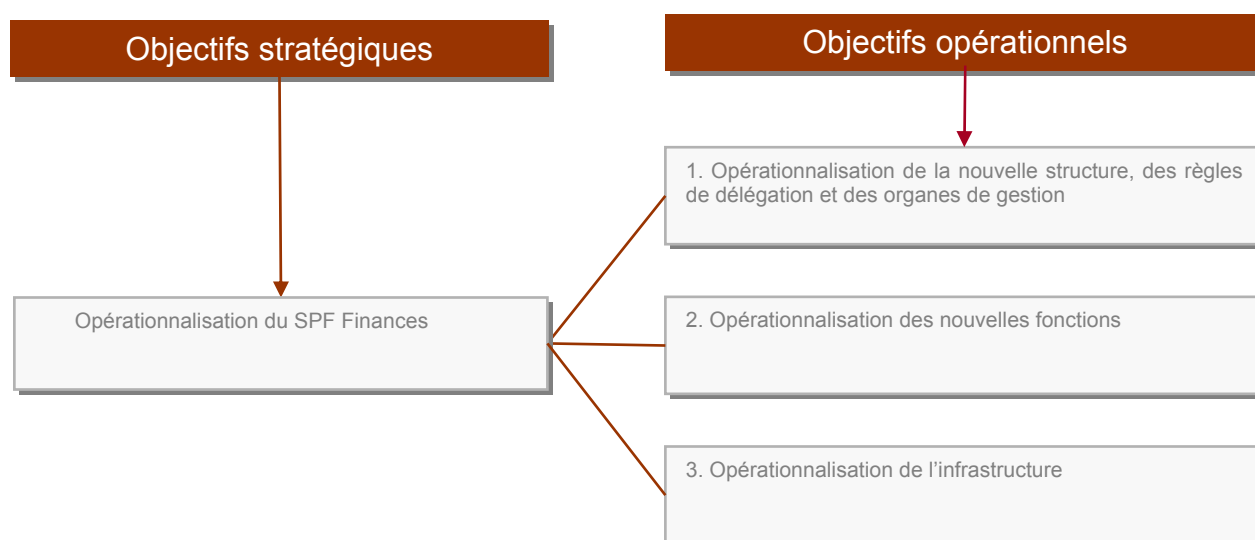 Objectifs stratégiques
Objectifs opérationnels
1. Opérationnalisation de la nouvelle structure, des règles
de délégation et des organes de gestion
Opérationnalisation du SPF Finances
2. Opérationnalisation des nouvelles fonctions
3. Opérationnalisation de l’infrastructure